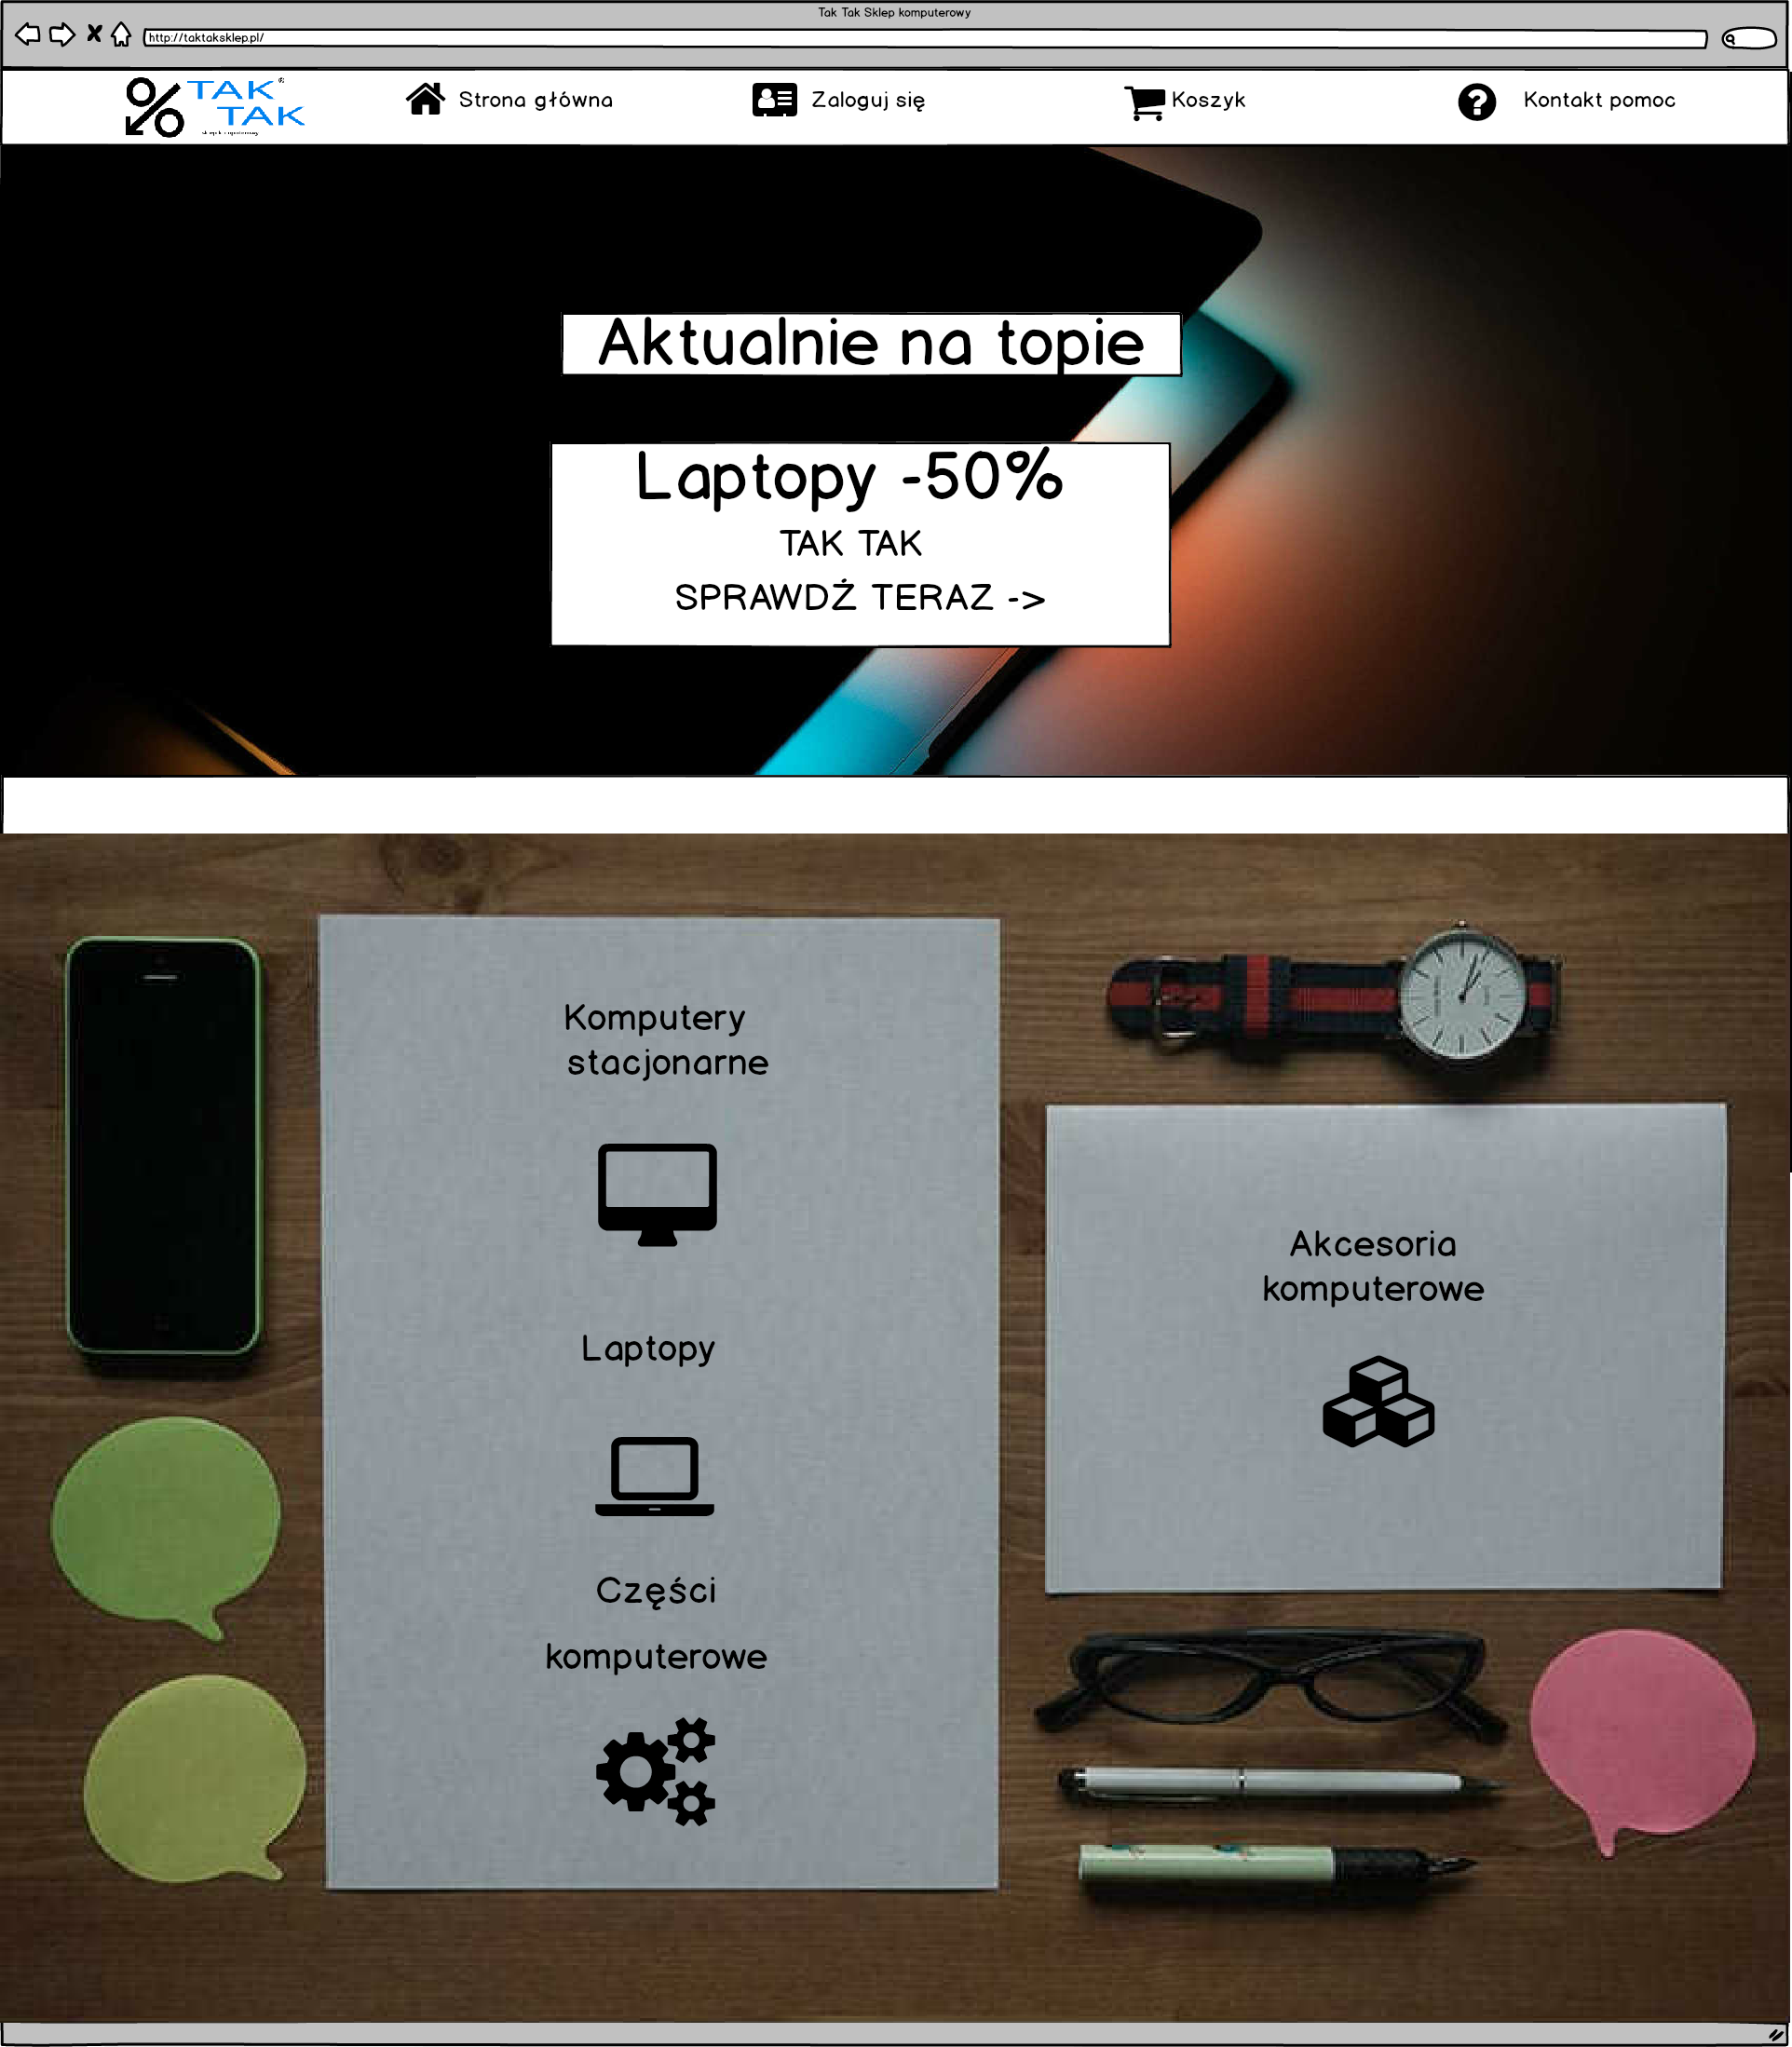 Tak Tak Sklep komputerowy
http://taktaksklep.pl/
TAK®
TAK
Strona główna
Zaloguj się
Koszyk
Kontakt pomoc
Aktualnie na topie
Laptopy -50%
TAK TAK
SPRAWDŹ TERAZ ->
Komputery
stacjonarne
Laptopy
Części
komputerowe
Akcesoria
komputerowe